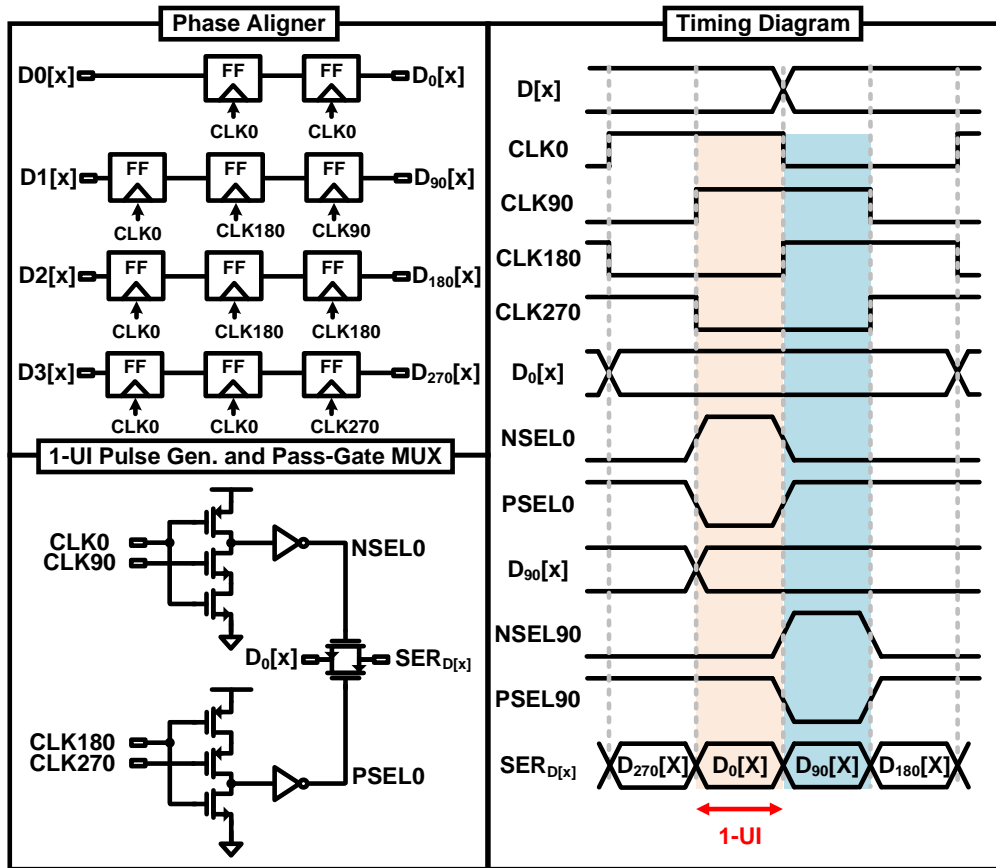 Phase Aligner
D0[x] FF FF D₀[x]
CLK0 CLK0
D1[x] FF FF FF D₉₀[x]
CLK0 CLK180 CLK90
D2[x] FF FF FF D₁₈₀[x]
CLK0 CLK180 CLK180
D3[x] FF FF FF D₂₇₀[x]
CLK0 CLK0 CLK270
1-UI Pulse Gen. and Pass-Gate MUX
CLK0
CLK90
NSEL0
D₀[x] SER_D[x]
CLK180
CLK270
PSEL0
Timing Diagram
D[x]
CLK0
CLK90
CLK180
CLK270
D₀[x]
NSEL0
PSEL0
D₉₀[x]
NSEL90
PSEL90
SER_D[x] D₂₇₀[X] D₀[X] D₉₀[X] D₁₈₀[X]
1-UI